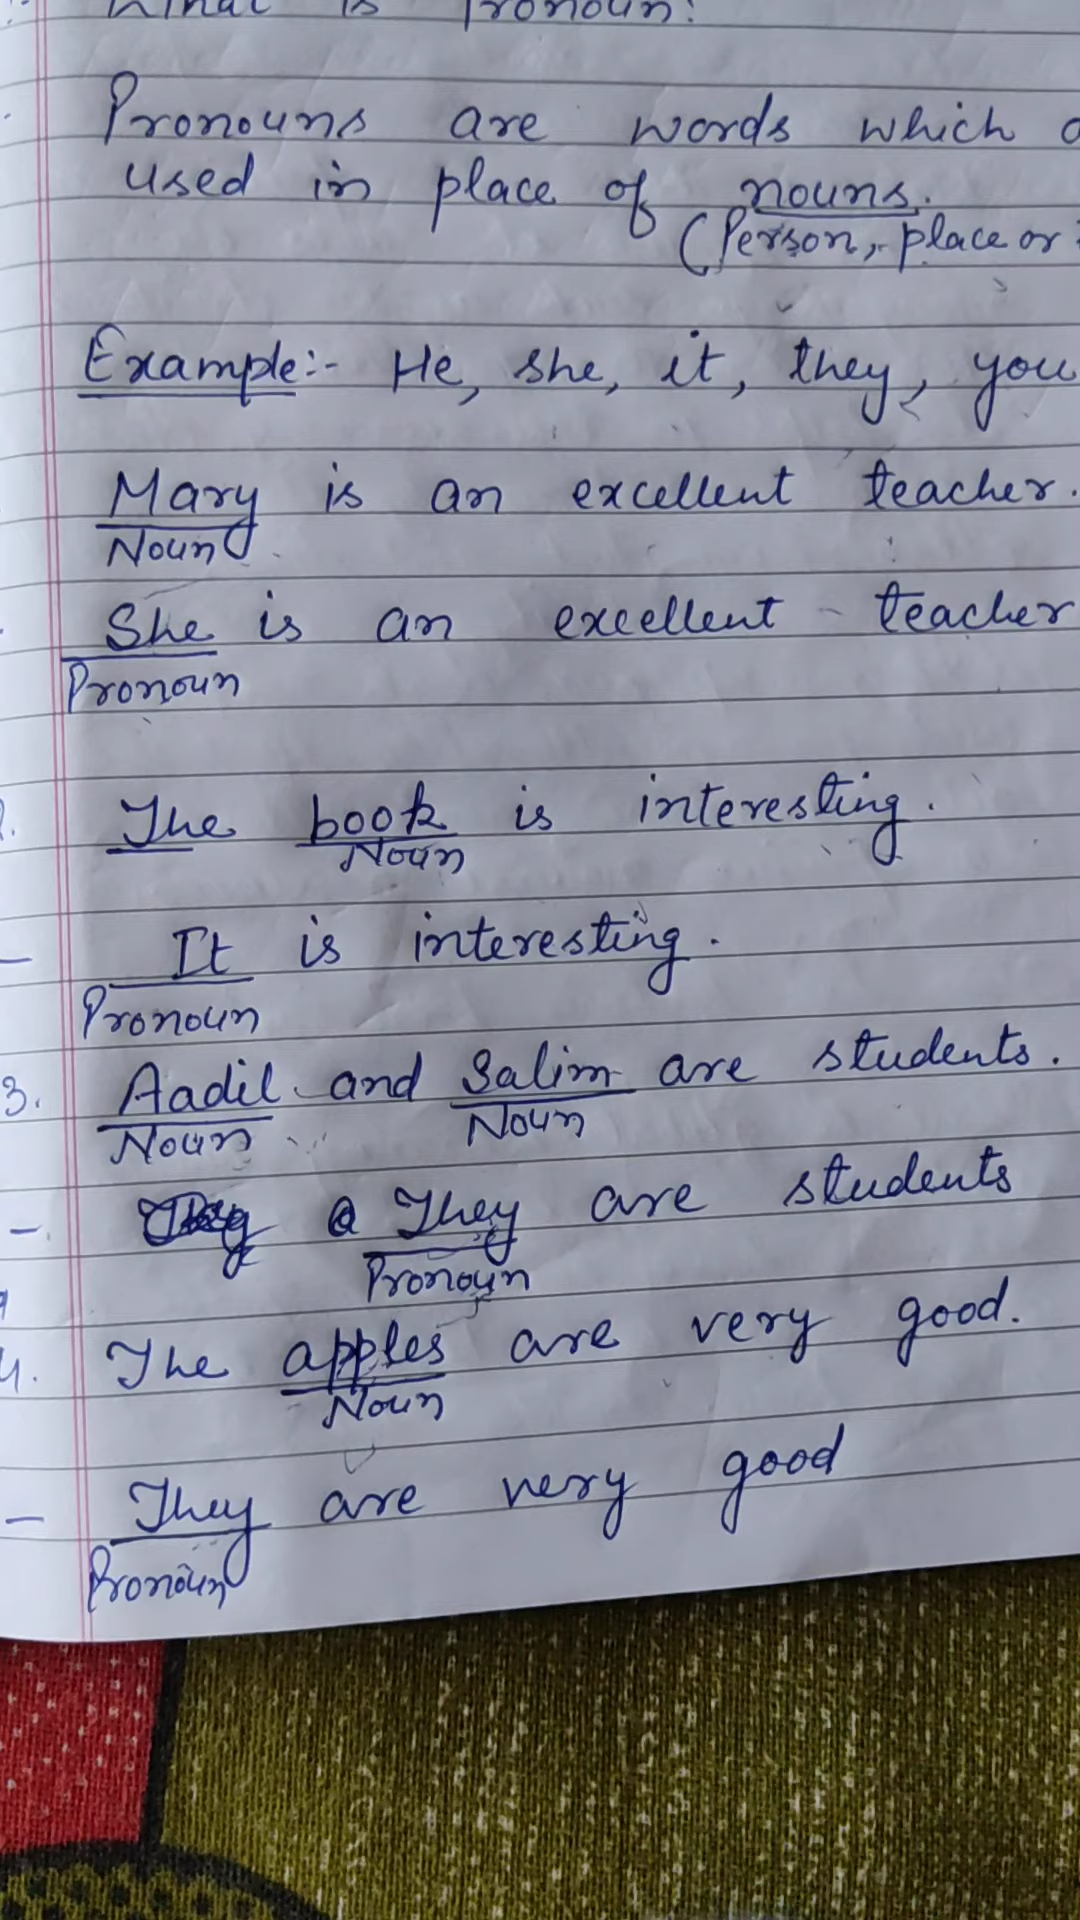 What is Pronoun?
Pronouns are words which
used in place of nouns.
(Person, place or
Example:- He, she, it, they, you
Mary is an excellent teacher.
Noun
She is an excellent teacher
Pronoun
The book is interesting.
Noun
- It is interesting.
Pronoun
3. Aadil and Salim are students.
Noun Noun
- They are students
Pronoun
4. The apples are very good.
Noun
- They are very good
Pronoun